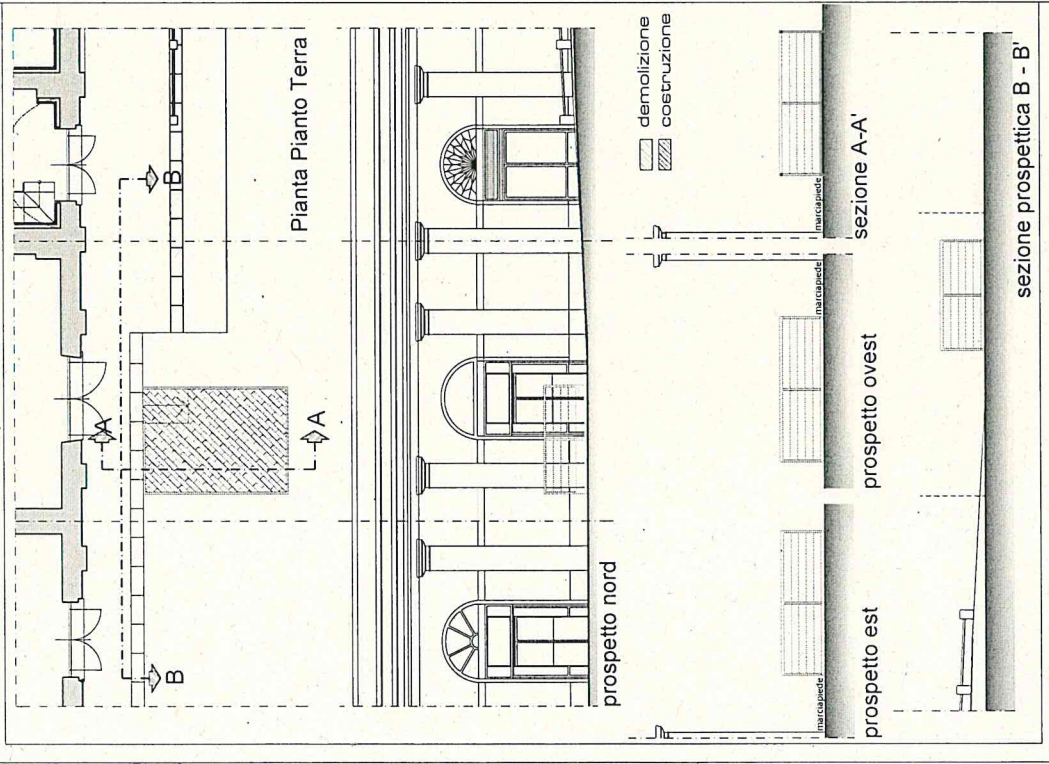 B
B
A
A
Pianta Pianto Terra
prospetto nord
demolizione
costruzione
marciapiede
prospetto est
marciapiede
prospetto ovest
marciapiede
sezione A-A'
sezione prospettica B - B'